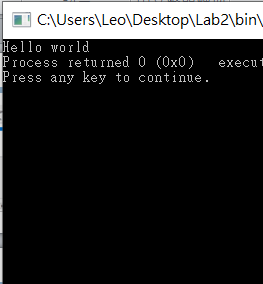 C:\Users\Leo\Desktop\Lab2\bin\
Hello world
Process returned 0 (0x0)   execut
Press any key to continue.